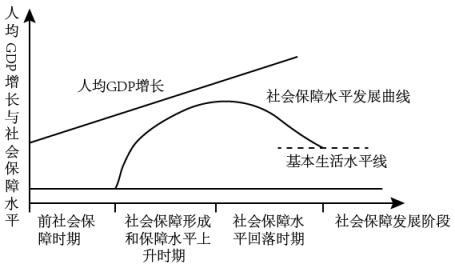 人均GDP增长与社会保障水平
人均GDP增长
社会保障水平发展曲线
基本生活水平线
前社会保
障时期
社会保障形成
和保障水平上
升时期
社会保障水
平回落时期
社会保障发展阶段